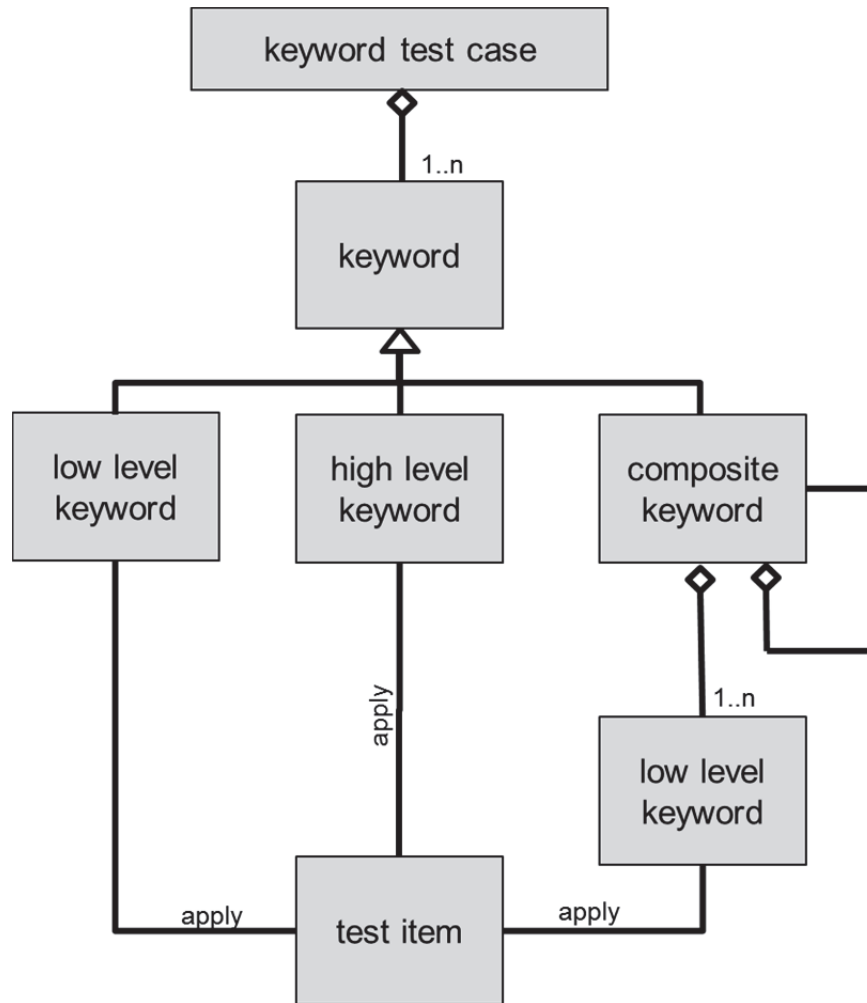 keyword test case
1..n
keyword
low level
keyword
high level
keyword
composite
keyword
apply
1..n
low level
keyword
apply
test item
apply